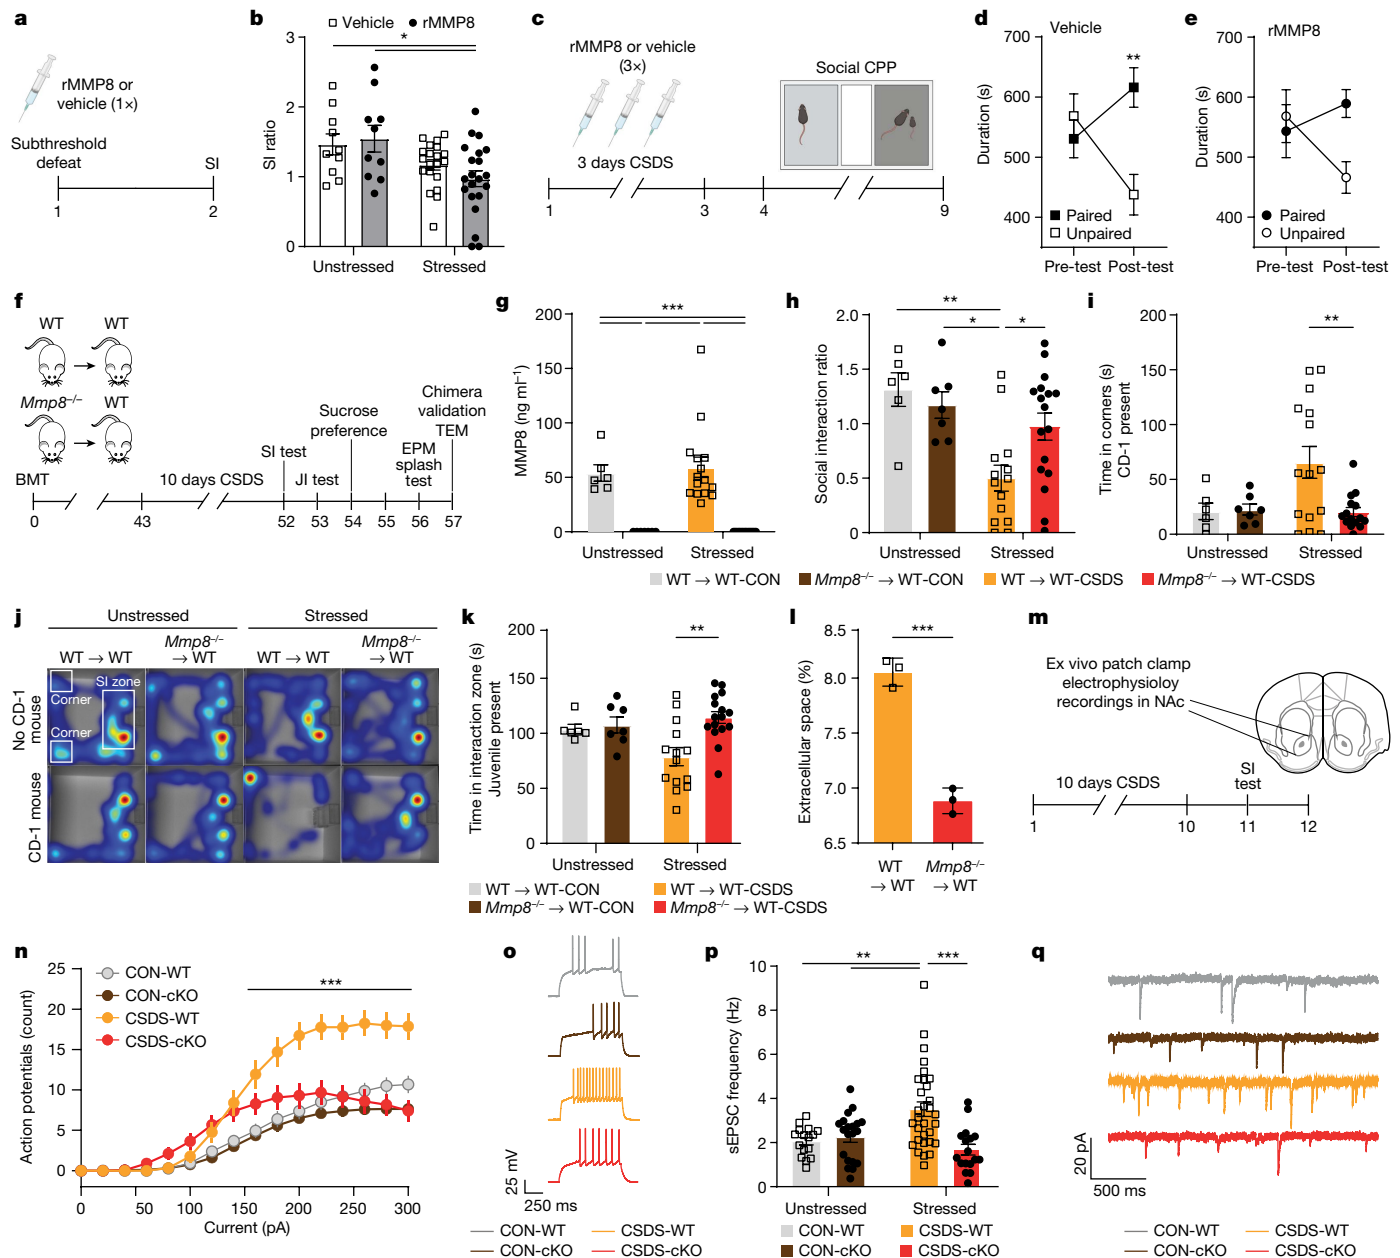 a
rMMP8 or
vehicle (1×)
Subthreshold
defeat
SI
1
2
b
Vehicle
rMMP8
*
SI ratio
3
2
1
0
Unstressed
Stressed
c
rMMP8 or vehicle
(3×)
Social CPP
3 days CSDS
1
3
4
9
d
Vehicle
**
Duration (s)
700
600
500
400
Paired
Unpaired
Pre-test
Post-test
e
rMMP8
Duration (s)
700
600
500
400
Paired
Unpaired
Pre-test
Post-test
f
WT
WT
Mmp8–/–
WT
BMT
10 days CSDS
SI test
JI test
Sucrose
preference
EPM
splash
test
Chimera
validation
TEM
0
43
52
53
54
55
56
57
g
***
MMP8 (ng ml–1)
200
150
100
50
0
Unstressed
Stressed
h
**
*
*
Social interaction ratio
2.0
1.5
1.0
0.5
0
Unstressed
Stressed
i
**
Time in corners (s)
CD-1 present
200
150
100
50
0
Unstressed
Stressed
WT → WT-CON
Mmp8–/– → WT-CON
WT → WT-CSDS
Mmp8–/– → WT-CSDS
j
Unstressed
Stressed
WT → WT
Mmp8–/–
→ WT
WT → WT
Mmp8–/–
→ WT
No CD-1
mouse
CD-1 mouse
SI zone
Corner
Corner
k
**
Time in interaction zone (s)
Juvenile present
200
150
100
50
0
Unstressed
Stressed
WT → WT-CON
WT → WT-CSDS
Mmp8–/– → WT-CON
Mmp8–/– → WT-CSDS
l
***
Extracellular space (%)
8.5
8.0
7.5
7.0
6.5
WT
→ WT
Mmp8–/–
→ WT
m
Ex vivo patch clamp
electrophysioloy
recordings in NAc
10 days CSDS
SI
test
1
10
11
12
n
CON-WT
CON-cKO
CSDS-WT
CSDS-cKO
***
Action potentials (count)
25
20
15
10
5
0
0
50
100
150
200
250
300
Current (pA)
o
25 mV
250 ms
CON-WT
CSDS-WT
CON-cKO
CSDS-cKO
p
**
***
sEPSC frequency (Hz)
10
8
6
4
2
0
Unstressed
Stressed
CON-WT
CSDS-WT
CON-cKO
CSDS-cKO
q
20 pA
500 ms
CON-WT
CSDS-WT
CON-cKO
CSDS-cKO